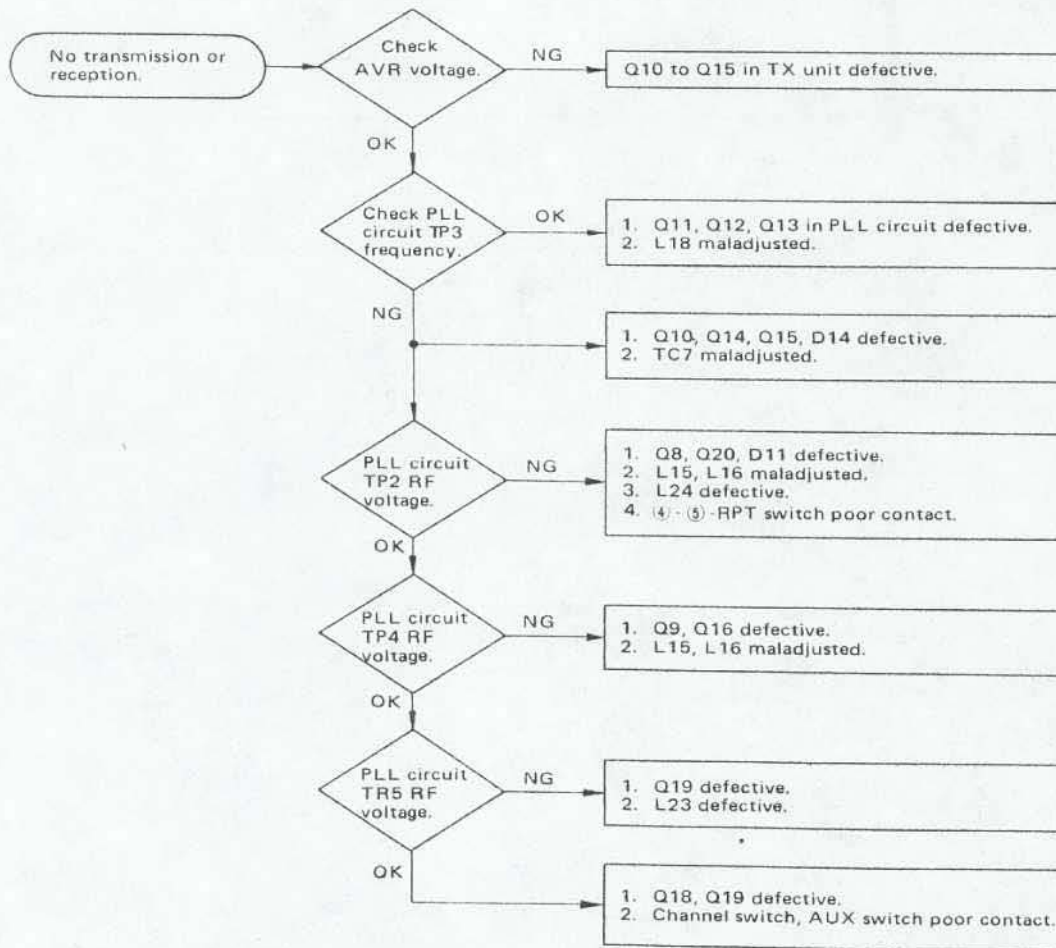 No transmission or
reception.
Check
AVR voltage.
NG
Q10 to Q15 in TX unit defective.
OK
Check PLL
circuit TP3
frequency.
OK
1. Q11, Q12, Q13 in PLL circuit defective.
2. L18 maladjusted.
NG
1. Q10, Q14, Q15, D14 defective.
2. TC7 maladjusted.
PLL circuit
TP2 RF
voltage.
NG
1. Q8, Q20, D11 defective.
2. L15, L16 maladjusted.
3. L24 defective.
4. ④-⑤-RPT switch poor contact.
OK
PLL circuit
TP4 RF
voltage.
NG
1. Q9, Q16 defective.
2. L15, L16 maladjusted.
OK
PLL circuit
TR5 RF
voltage.
NG
1. Q19 defective.
2. L23 defective.
OK
1. Q18, Q19 defective.
2. Channel switch, AUX switch poor contact.